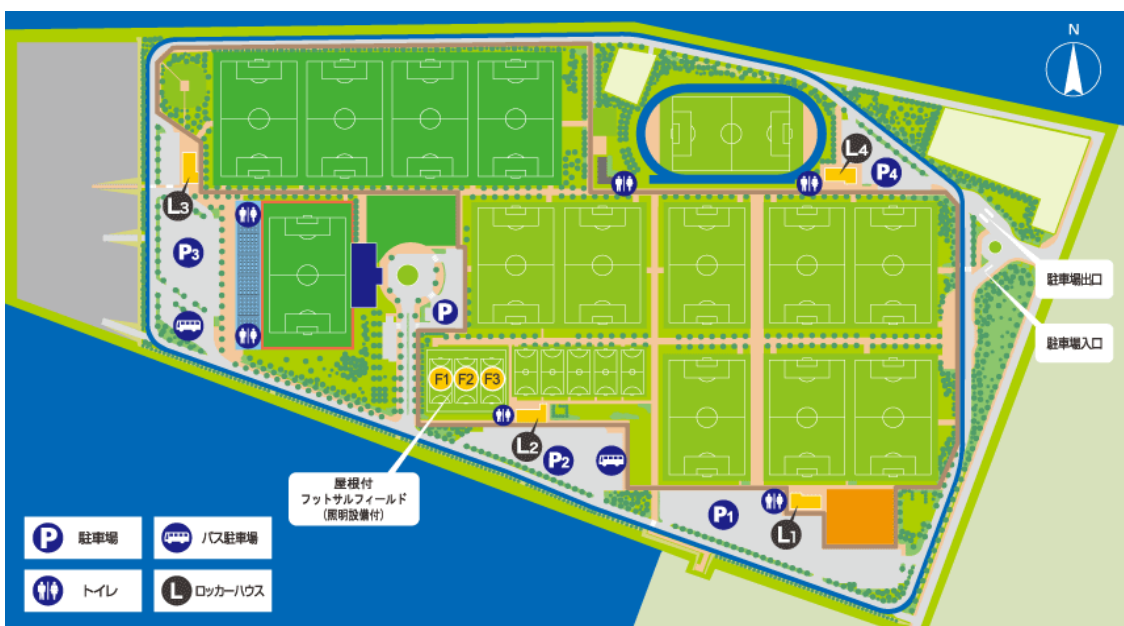 N
L4
P4
L3
P3
駐車場出口
P
駐車場入口
F1 F2 F3
L2
P2
屋根付
フットサルフィールド
(照明設備付)
P1
L1
P 駐車場
バス駐車場
トイレ
L ロッカーハウス